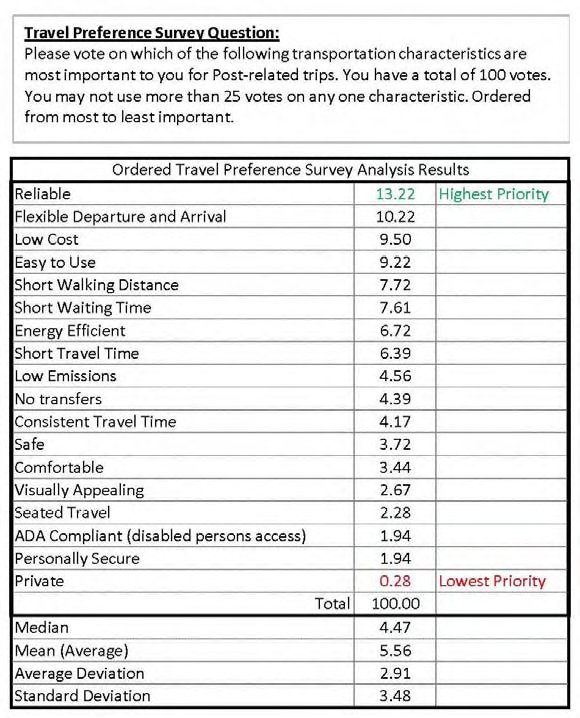 Travel Preference Survey Question:
Please vote on which of the following transportation characteristics are
most important to you for Post-related trips. You have a total of 100 votes.
You may not use more than 25 votes on any one characteristic. Ordered
from most to least important.
Ordered Travel Preference Survey Analysis Results
Reliable 13.22 Highest Priority
Flexible Departure and Arrival 10.22
Low Cost 9.50
Easy to Use 9.22
Short Walking Distance 7.72
Short Waiting Time 7.61
Energy Efficient 6.72
Short Travel Time 6.39
Low Emissions 4.56
No transfers 4.39
Consistent Travel Time 4.17
Safe 3.72
Comfortable 3.44
Visually Appealing 2.67
Seated Travel 2.28
ADA Compliant (disabled persons access) 1.94
Personally Secure 1.94
Private 0.28 Lowest Priority
Total 100.00
Median 4.47
Mean (Average) 5.56
Average Deviation 2.91
Standard Deviation 3.48